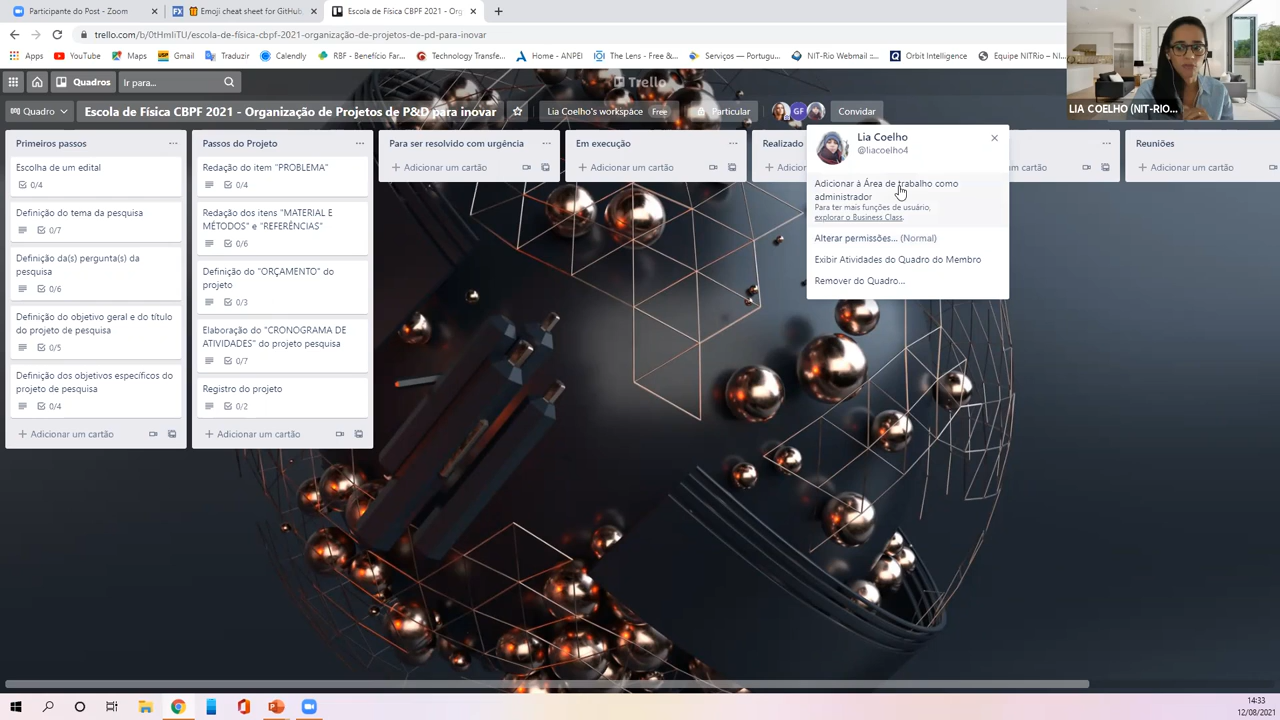 Participante do Post - Zoom
Emoji cheat sheet for GitHub,
Escola de Física CBPF 2021 - Org
trello.com/b/0tHmIiTU/escola-de-física-cbpf-2021-organização-de-projetos-de-pd-para-inovar
Apps
YouTube
Maps
Gmail
Traduzir
Calendly
RBF - Benefício Far...
Technology Transfe...
Home - ANPEI
The Lens - Free &...
Serviços — Portugu...
NIT-Rio Webmail ::...
Orbit Intelligence
Equipe NITRio – NI...
LIA COELHO (NIT-RIO...
Quadros
Ir para...
Trello
Quadro
Escola de Física CBPF 2021 - Organização de Projetos de P&D para inovar
Lia Coelho's workspace
Free
Particular
GF
Convidar
Primeiros passos
Escolha de um edital
0/4
Definição do tema da pesquisa
0/7
Definição da(s) pergunta(s) da
pesquisa
0/6
Definição do objetivo geral e do título
do projeto de pesquisa
0/5
Definição dos objetivos específicos do
projeto de pesquisa
0/4
+ Adicionar um cartão
Passos do Projeto
Redação do item "PROBLEMA"
0/4
Redação dos itens "MATERIAL E
MÉTODOS" e "REFERÊNCIAS"
0/6
Definição do "ORÇAMENTO" do
projeto
0/3
Elaboração do "CRONOGRAMA DE
ATIVIDADES" do projeto pesquisa
0/7
Registro do projeto
0/2
+ Adicionar um cartão
Para ser resolvido com urgência
+ Adicionar um cartão
Em execução
+ Adicionar um cartão
Realizado
+ Adic
Lia Coelho
@liacoelho4
Adicionar à Área de trabalho como
administrador
Para ter mais funções de usuário,
explorar o Business Class.
Alterar permissões... (Normal)
Exibir Atividades do Quadro do Membro
Remover do Quadro...
cartão
Reuniões
+ Adicionar um cartão
14:33
12/08/2021